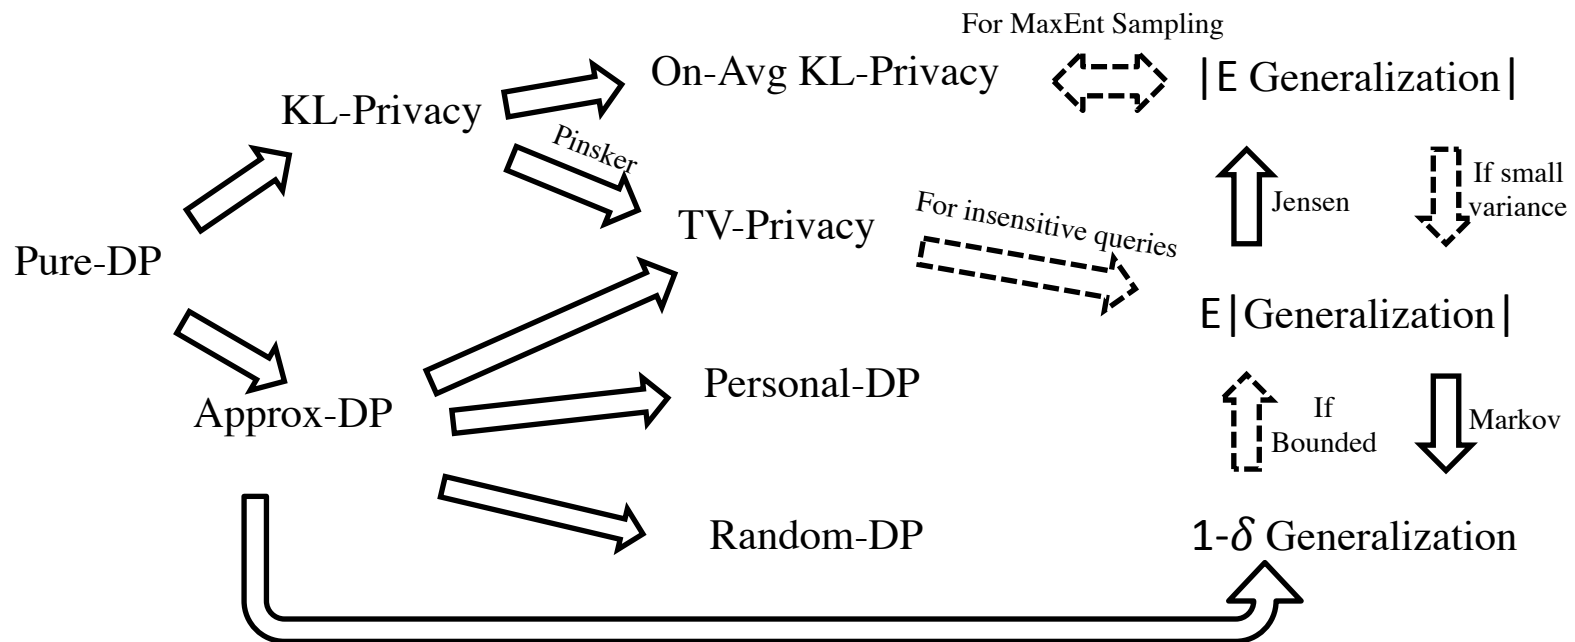 For MaxEnt Sampling
On-Avg KL-Privacy
|E Generalization|
KL-Privacy
Pinsker
If small
variance
Jensen
TV-Privacy
For insensitive queries
Pure-DP
E|Generalization|
Personal-DP
Approx-DP
If
Bounded
Markov
Random-DP
1-δ Generalization